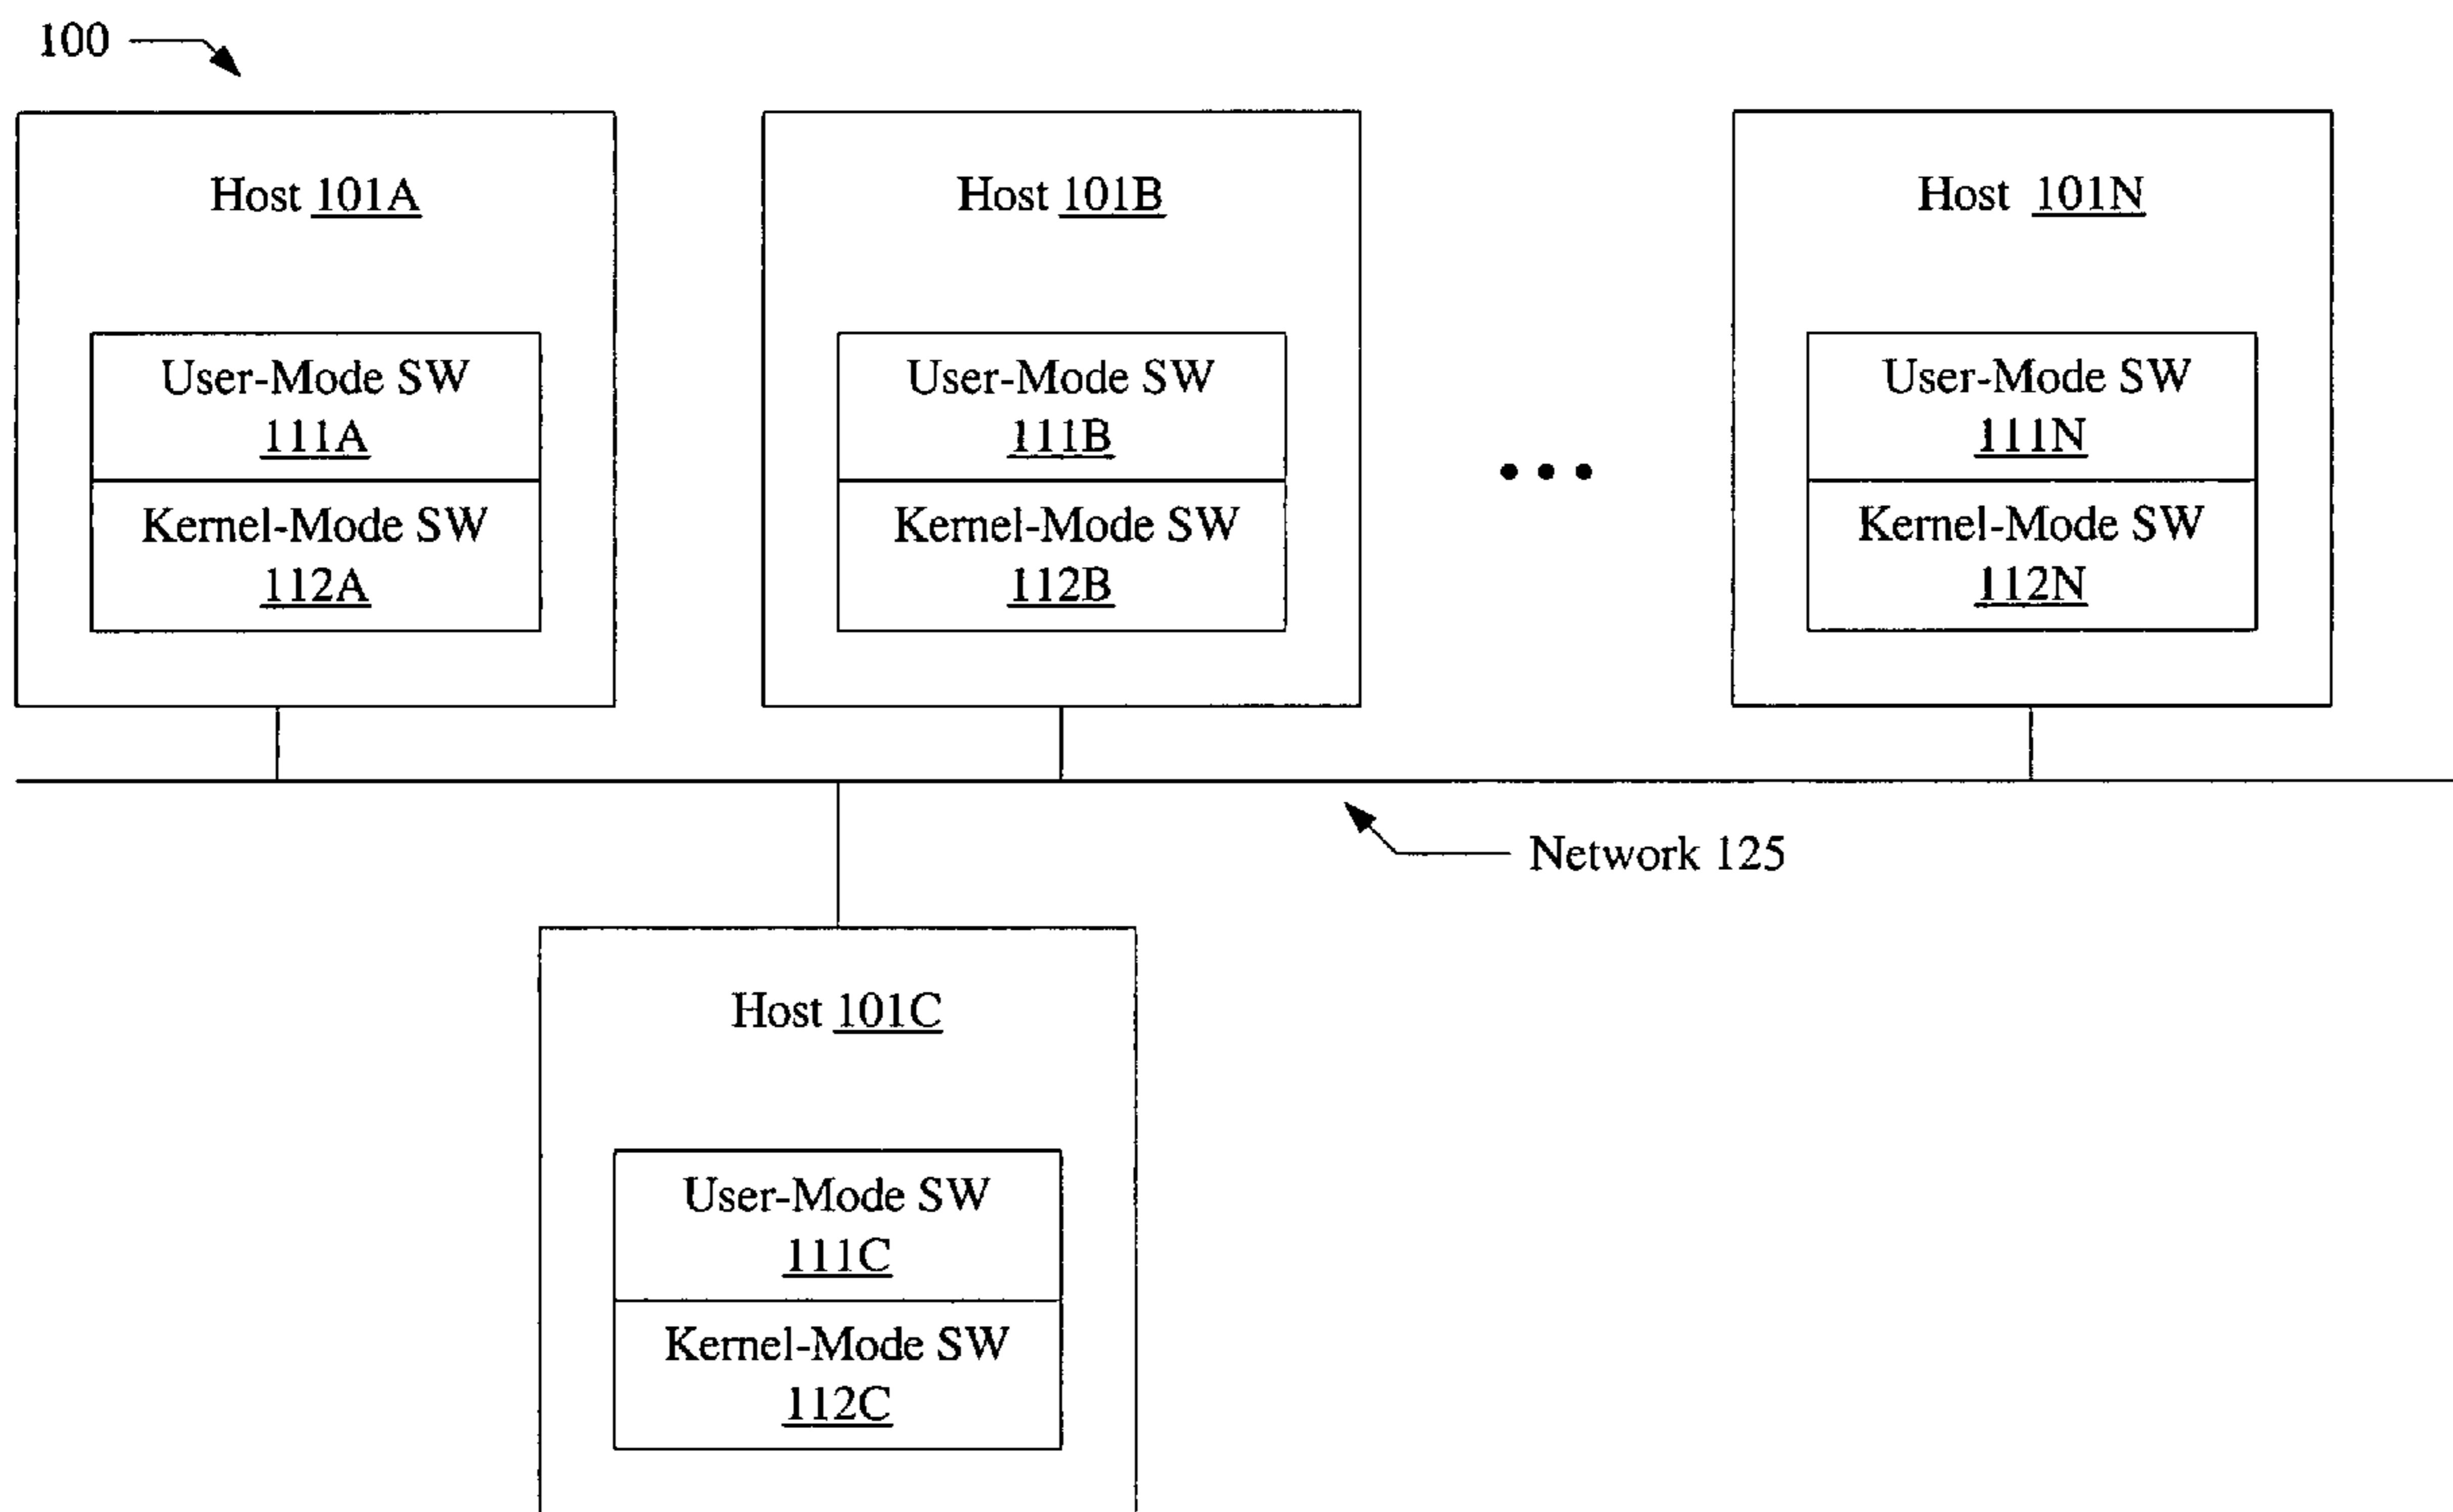 100
Host 101A
User-Mode SW
111A
Kernel-Mode SW
112A
Host 101B
User-Mode SW
111B
Kernel-Mode SW
112B
Host 101N
User-Mode SW
111N
Kernel-Mode SW
112N
Network 125
Host 101C
User-Mode SW
111C
Kernel-Mode SW
112C